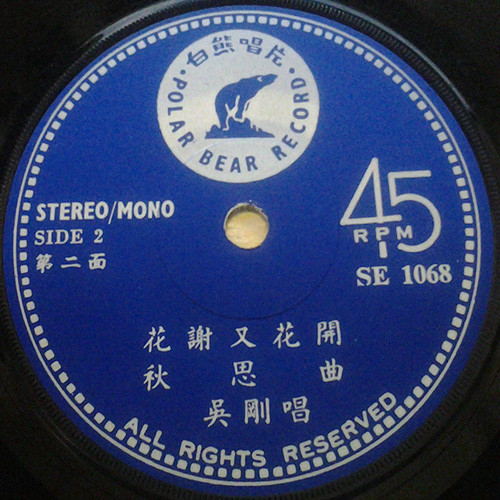 白熊唱片
POLAR BEAR RECORD
STEREO/MONO
SIDE 2
第二面
45
RPM
SE 1068
花謝又花開
秋思曲
吳剛唱
ALL RIGHTS RESERVED